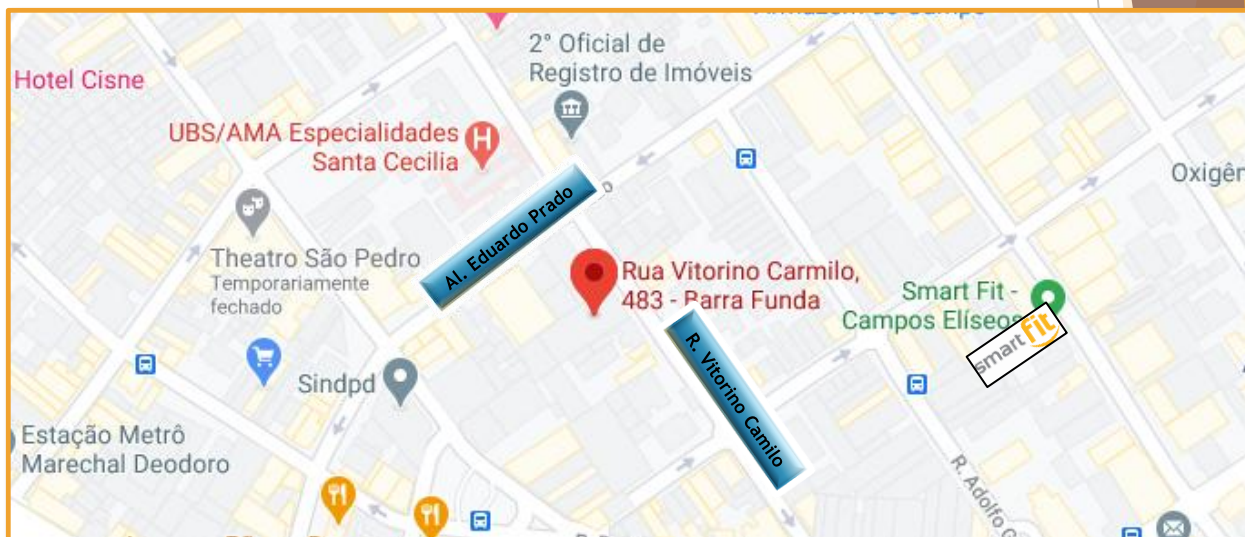 Hotel Cisne
2° Oficial de
Registro de Imóveis
UBS/AMA Especialidades
Santa Cecilia
H
Oxigên
Al. Eduardo Prado
Theatro São Pedro
Temporariamente
fechado
Rua Vitorino Carmilo,
483 - Barra Funda
Smart Fit -
Campos Elíseos
smart fit
R. Vitorino Camilo
Sindpd
Estação Metrô
Marechal Deodoro
R. Adolfo G